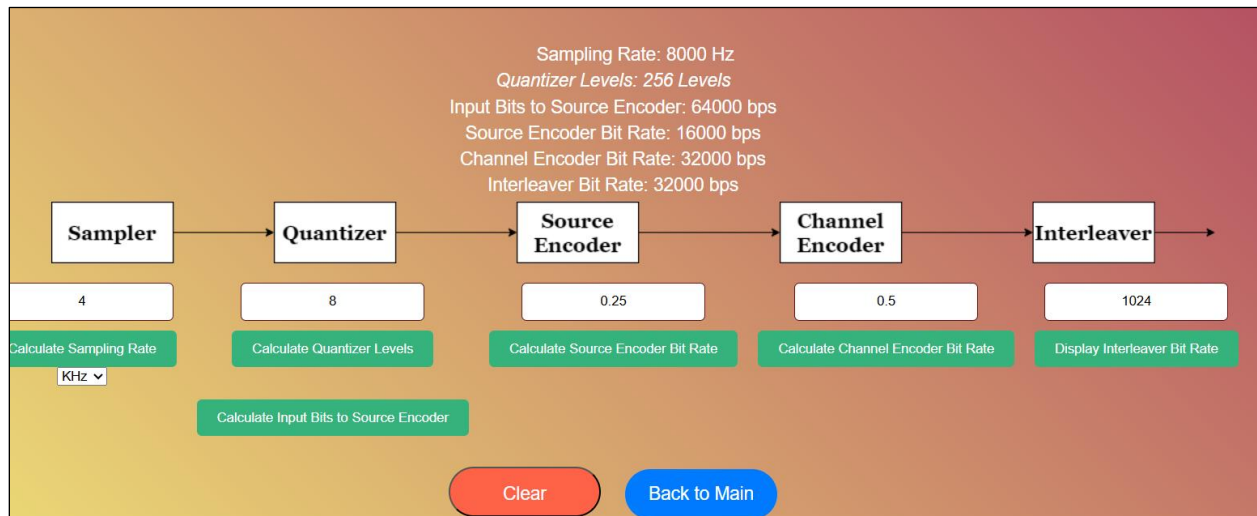 Sampling Rate: 8000 Hz
Quantizer Levels: 256 Levels
Input Bits to Source Encoder: 64000 bps
Source Encoder Bit Rate: 16000 bps
Channel Encoder Bit Rate: 32000 bps
Interleaver Bit Rate: 32000 bps
Sampler
Quantizer
Source
Encoder
Channel
Encoder
Interleaver
4
8
0.25
0.5
1024
Calculate Sampling Rate
Calculate Quantizer Levels
Calculate Source Encoder Bit Rate
Calculate Channel Encoder Bit Rate
Display Interleaver Bit Rate
KHz
Calculate Input Bits to Source Encoder
Clear
Back to Main